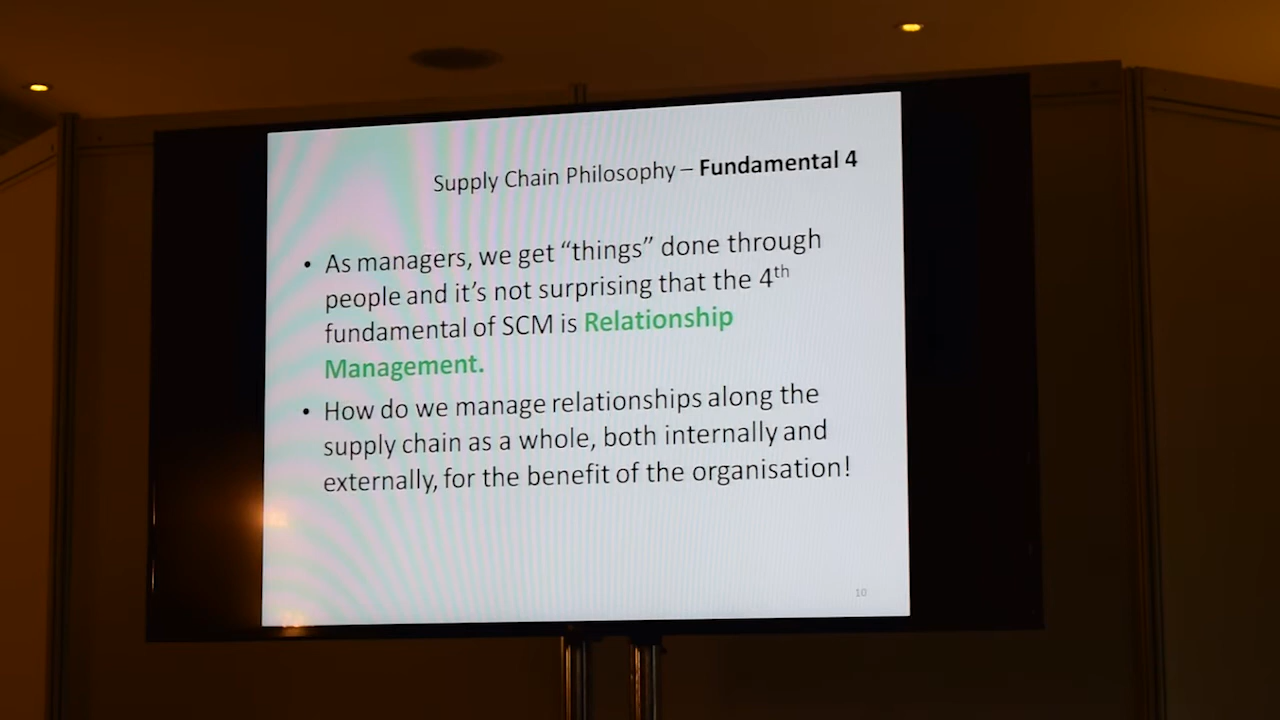 Supply Chain Philosophy – Fundamental 4
• As managers, we get “things” done through
people and it’s not surprising that the 4th
fundamental of SCM is Relationship
Management.
• How do we manage relationships along the
supply chain as a whole, both internally and
externally, for the benefit of the organisation!
10